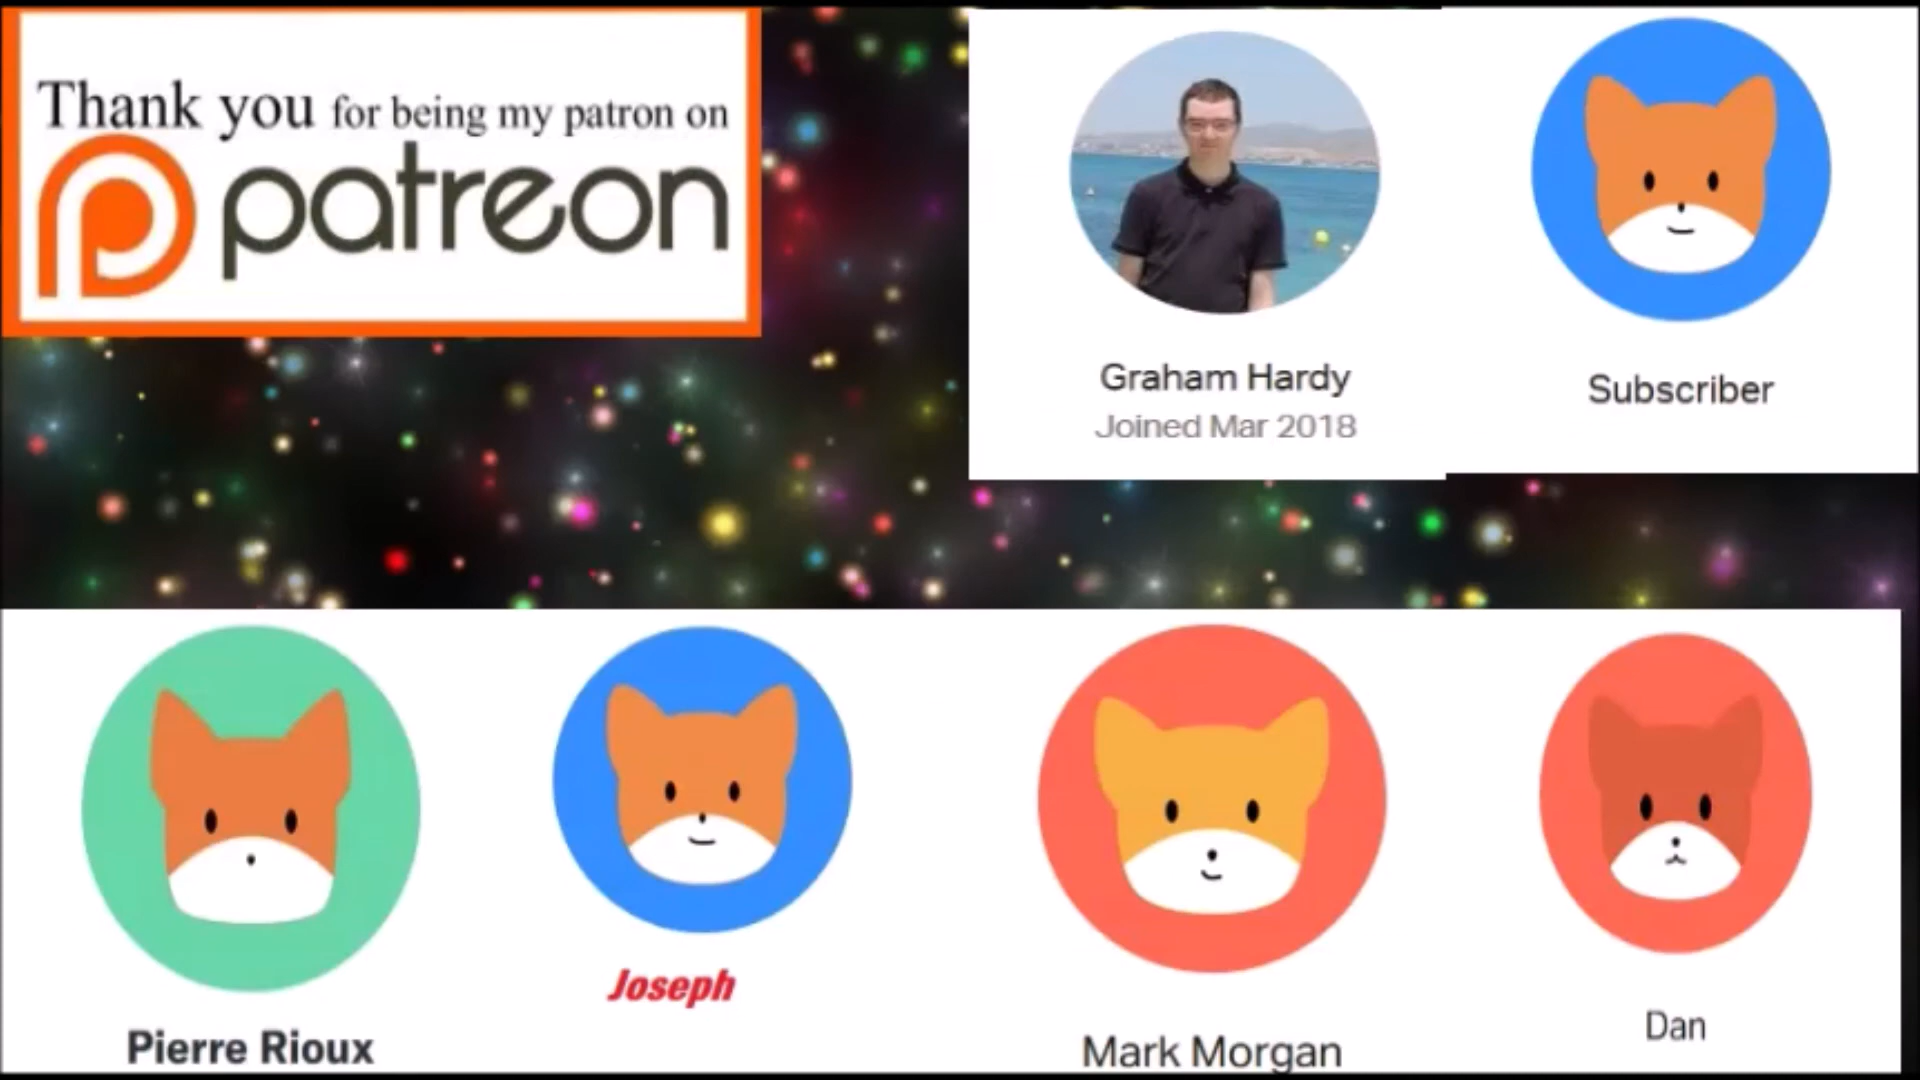 Thank you for being my patron on
patreon
Graham Hardy
Joined Mar 2018
Subscriber
Pierre Rioux
Joseph
Mark Morgan
Dan